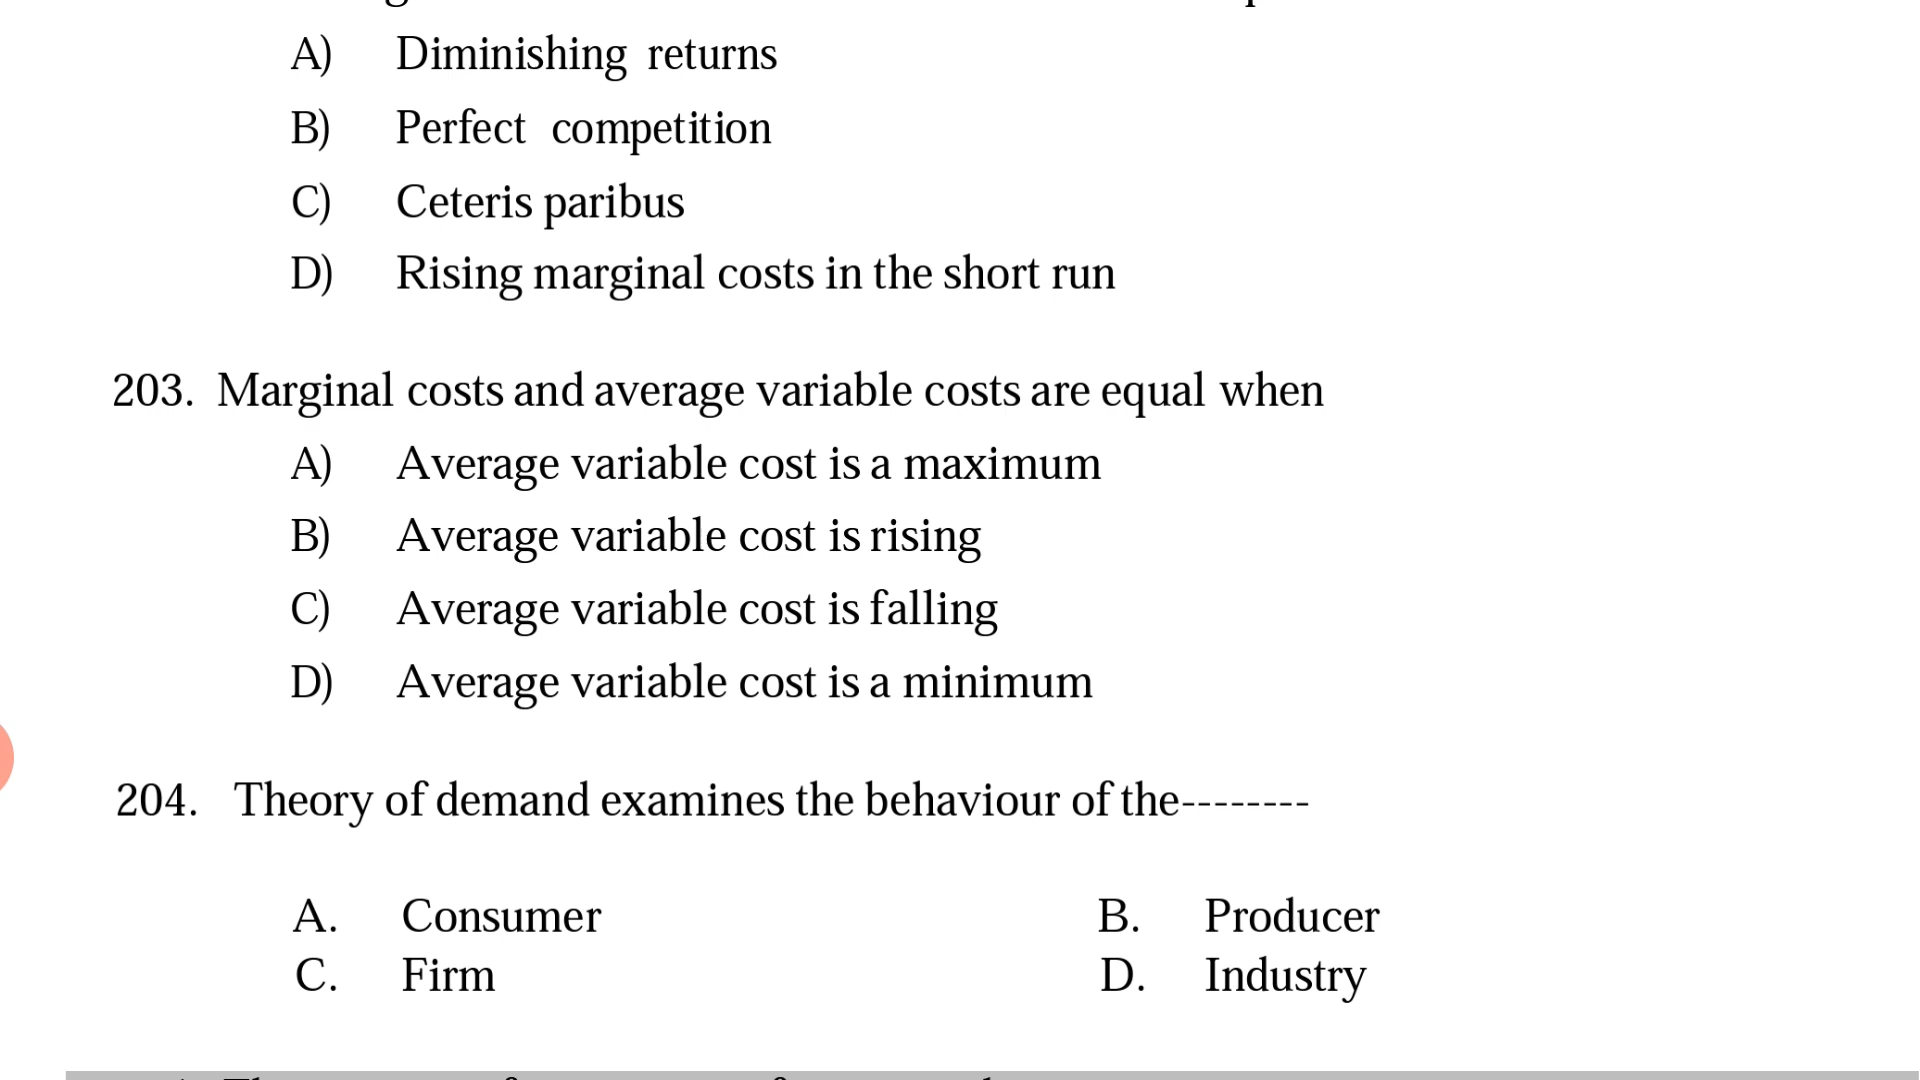 A) Diminishing returns
B) Perfect competition
C) Ceteris paribus
D) Rising marginal costs in the short run
203. Marginal costs and average variable costs are equal when
A) Average variable cost is a maximum
B) Average variable cost is rising
C) Average variable cost is falling
D) Average variable cost is a minimum
204. Theory of demand examines the behaviour of the--------
A. Consumer B. Producer
C. Firm D. Industry